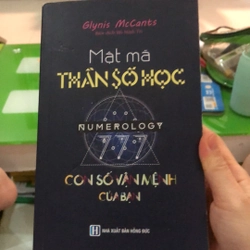 Glynis McCants
Mật mã
THẦN SỐ HỌC
NUMEROLOGY
777
CON SỐ VẬN MỆNH
CỦA BẠN
NHÀ XUẤT BẢN HỒNG ĐỨC